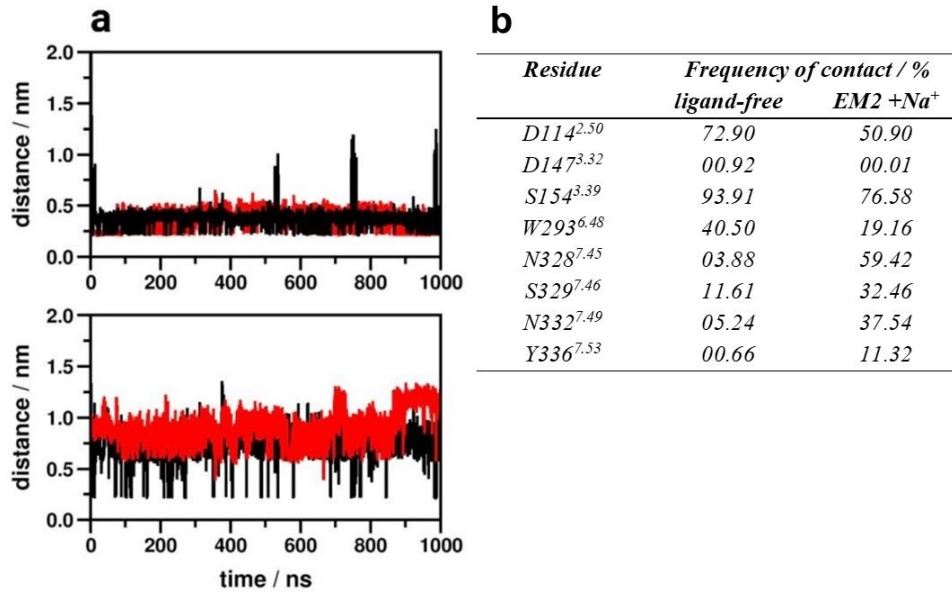 a
2.0
1.5
1.0
0.5
0.0
distance / nm
0 200 400 600 800 1000
2.0
1.5
1.0
0.5
0.0
distance / nm
0 200 400 600 800 1000
time / ns
b
Residue Frequency of contact / %
ligand-free EM2 +Na⁺
D114²·⁵⁰ 72.90 50.90
D147³·³² 00.92 00.01
S154³·³⁹ 93.91 76.58
W293⁶·⁴⁸ 40.50 19.16
N328⁷·⁴⁵ 03.88 59.42
S329⁷·⁴⁶ 11.61 32.46
N332⁷·⁴⁹ 05.24 37.54
Y336⁷·⁵³ 00.66 11.32